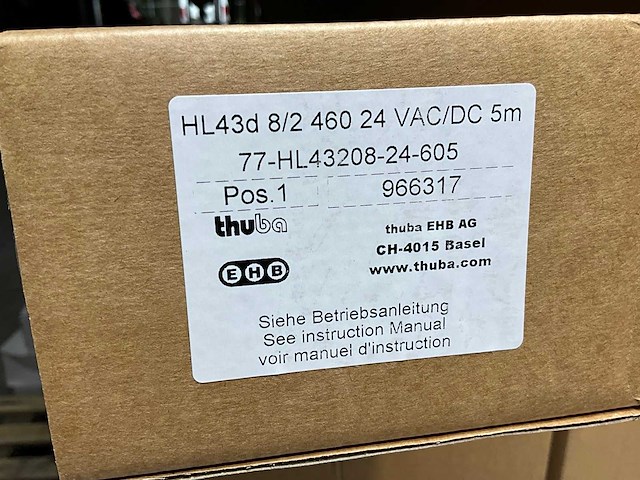 HL43d 8/2 460 24 VAC/DC 5m
77-HL43208-24-605
Pos.1 966317
thuba
thuba EHB AG
CH-4015 Basel
EHB
www.thuba.com
Siehe Betriebsanleitung
See instruction Manual
voir manuel d'instruction